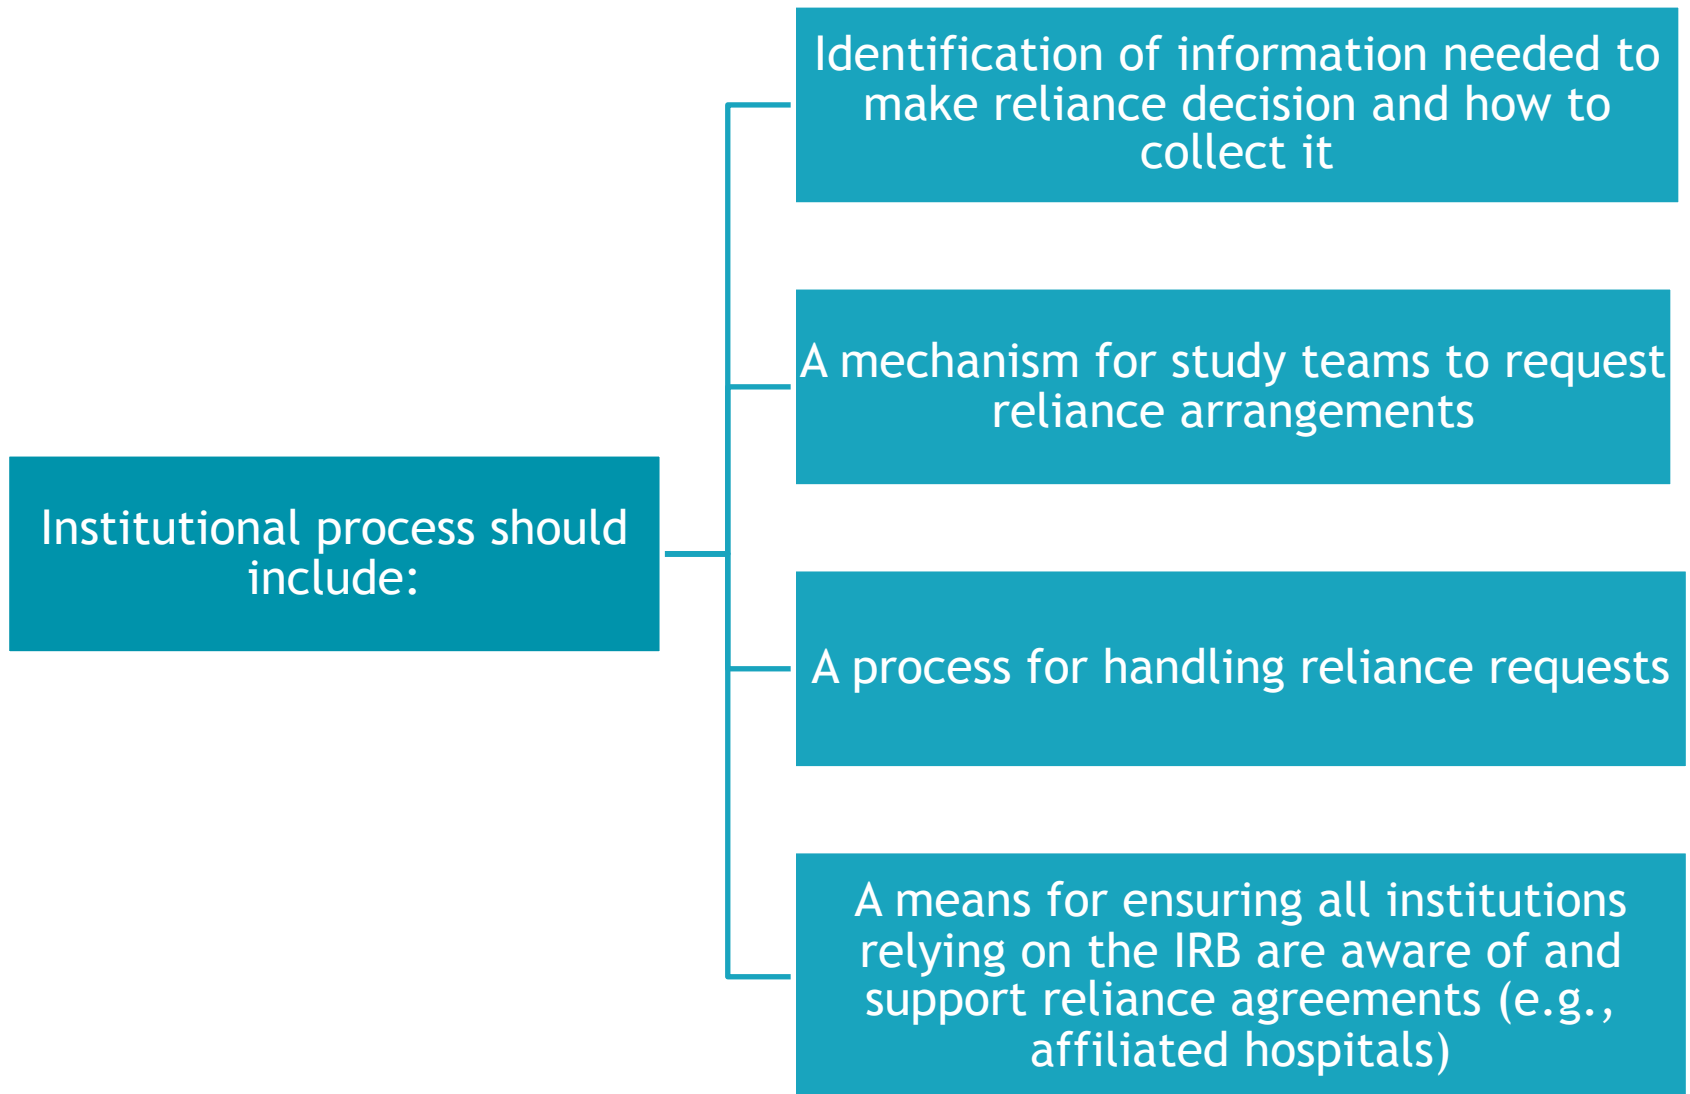 Identification of information needed to
make reliance decision and how to
collect it
A mechanism for study teams to request
reliance arrangements
Institutional process should
include:
A process for handling reliance requests
A means for ensuring all institutions
relying on the IRB are aware of and
support reliance agreements (e.g.,
affiliated hospitals)